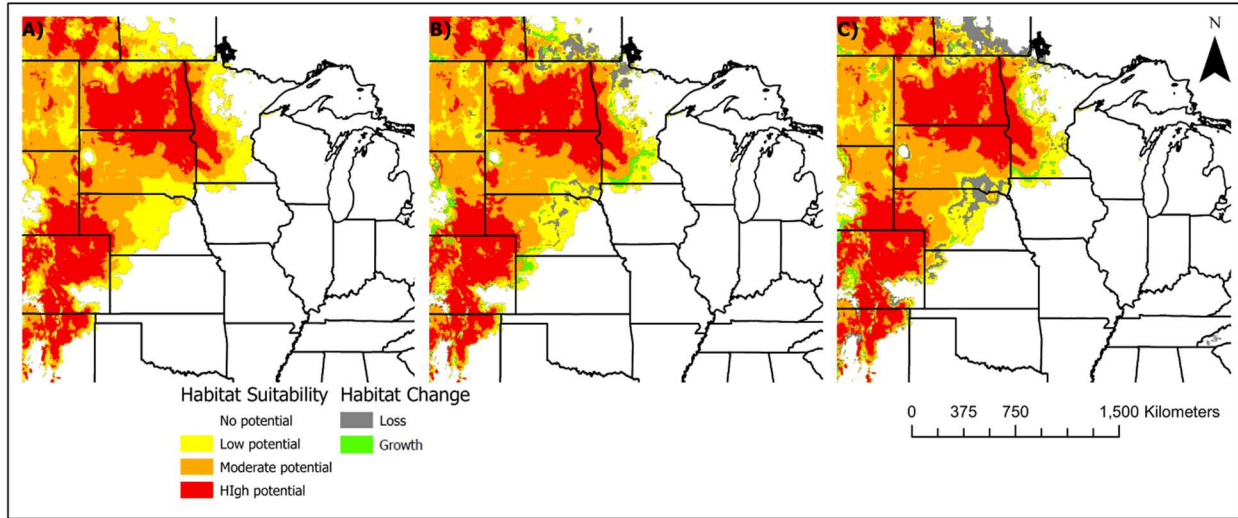 A)
B)
C)
N
Habitat Suitability
No potential
Low potential
Moderate potential
HIgh potential
Habitat Change
Loss
Growth
0 375 750 1,500 Kilometers